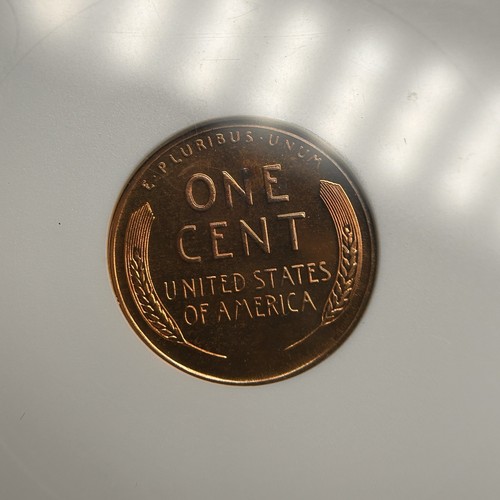 E·PLURIBUS·UNUM
ONE
CENT
UNITED STATES
OF AMERICA